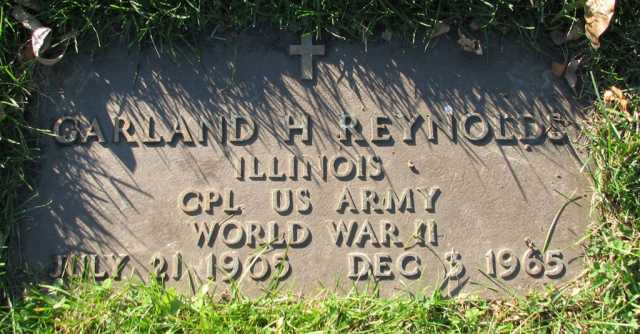 GARLAND H REYNOLDS
ILLINOIS
CPL US ARMY
WORLD WAR II
JULY 21 1905 DEC 3 1965